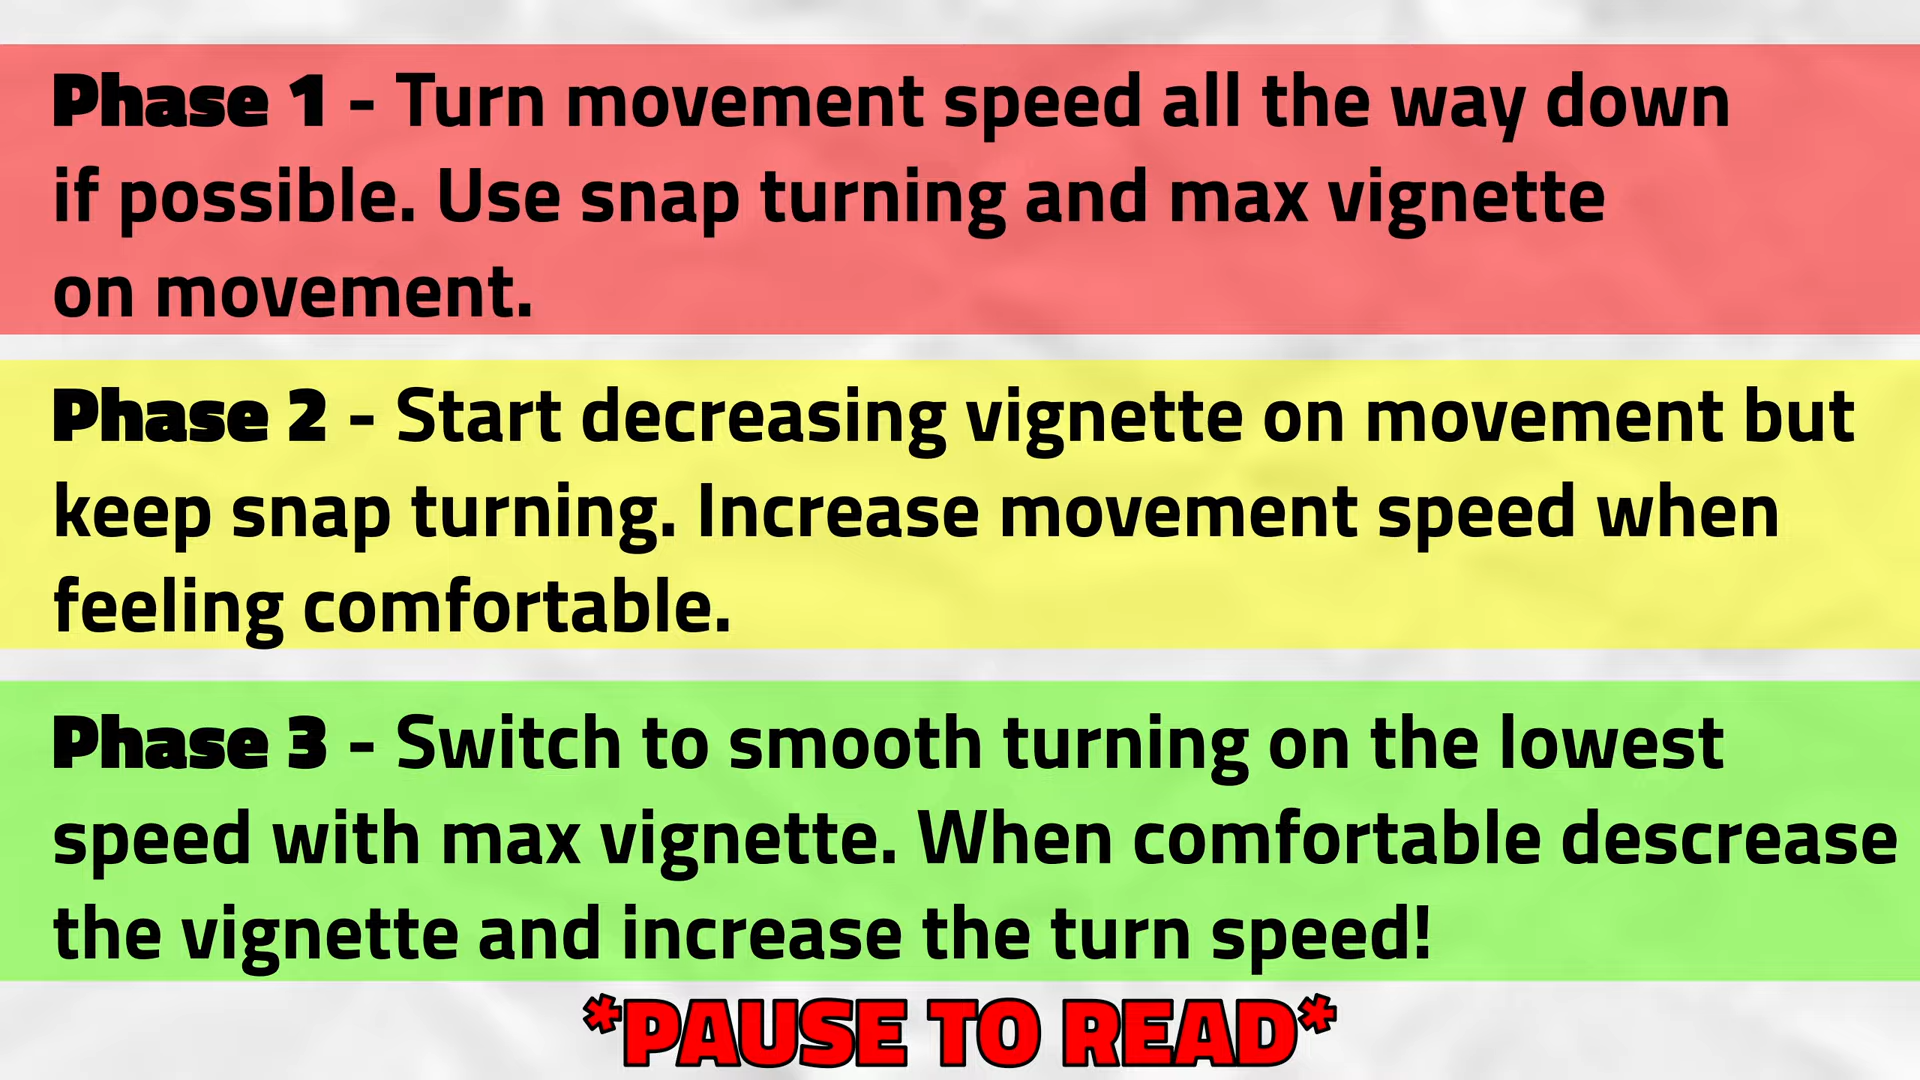 Phase 1 - Turn movement speed all the way down
if possible. Use snap turning and max vignette
on movement.
Phase 2 - Start decreasing vignette on movement but
keep snap turning. Increase movement speed when
feeling comfortable.
Phase 3 - Switch to smooth turning on the lowest
speed with max vignette. When comfortable descrease
the vignette and increase the turn speed!
*PAUSE TO READ*